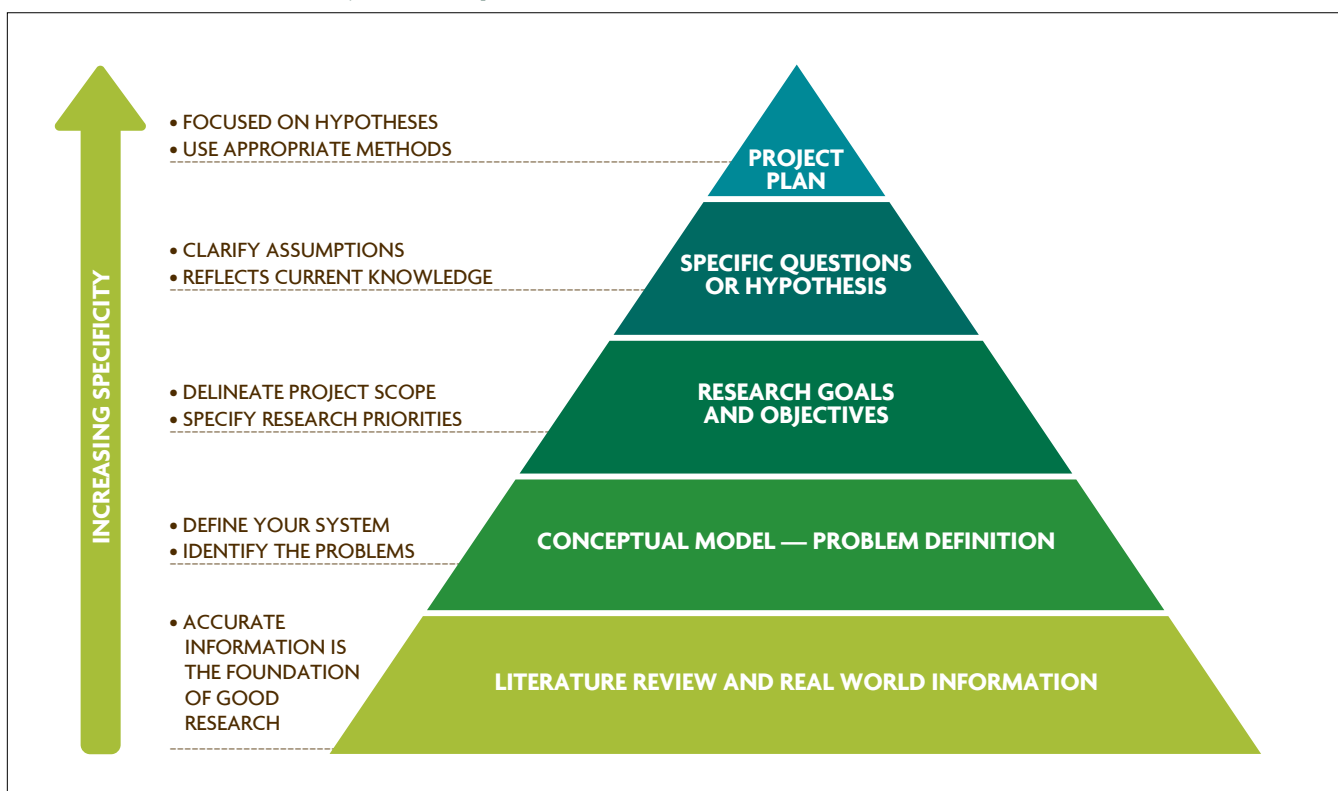 • FOCUSED ON HYPOTHESES
• USE APPROPRIATE METHODS
PROJECT
PLAN
• CLARIFY ASSUMPTIONS
• REFLECTS CURRENT KNOWLEDGE
SPECIFIC QUESTIONS
OR HYPOTHESIS
• DELINEATE PROJECT SCOPE
• SPECIFY RESEARCH PRIORITIES
RESEARCH GOALS
AND OBJECTIVES
• DEFINE YOUR SYSTEM
• IDENTIFY THE PROBLEMS
CONCEPTUAL MODEL — PROBLEM DEFINITION
• ACCURATE
INFORMATION IS
THE FOUNDATION
OF GOOD
RESEARCH
LITERATURE REVIEW AND REAL WORLD INFORMATION
INCREASING SPECIFICITY